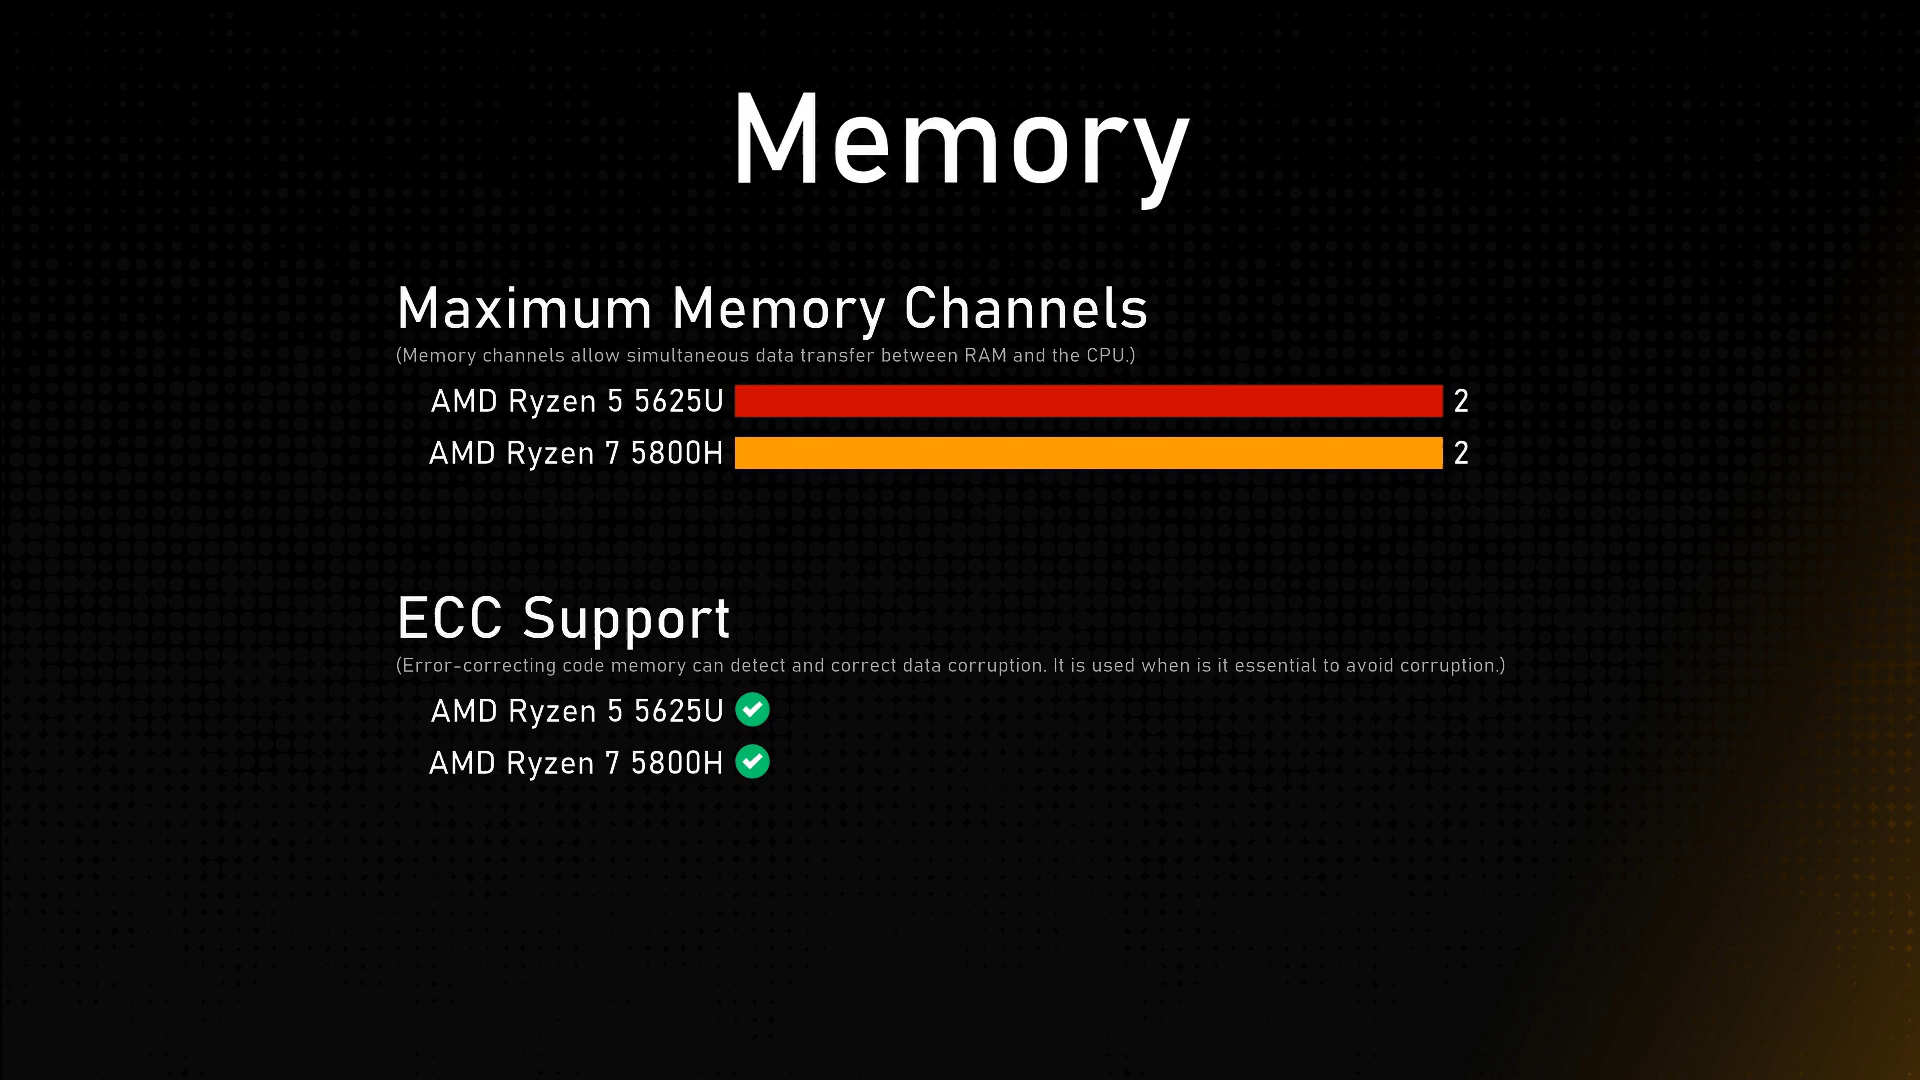 Memory
Maximum Memory Channels
(Memory channels allow simultaneous data transfer between RAM and the CPU.)
AMD Ryzen 5 5625U 2
AMD Ryzen 7 5800H 2
ECC Support
(Error-correcting code memory can detect and correct data corruption. It is used when is it essential to avoid corruption.)
AMD Ryzen 5 5625U
AMD Ryzen 7 5800H